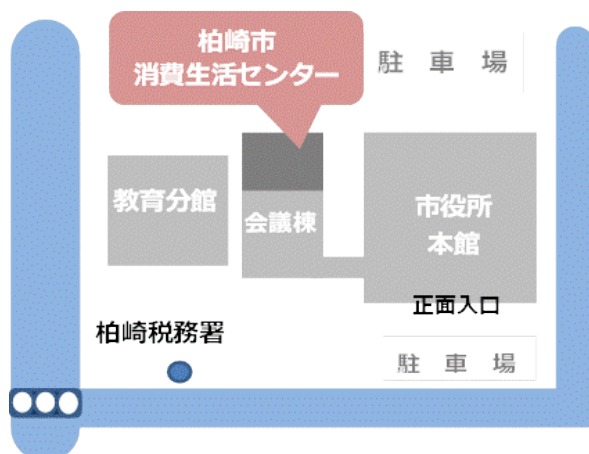 柏崎市
消費生活センター
駐 車 場
教育分館
会議棟
市役所
本館
正面入口
柏崎税務署
駐 車 場